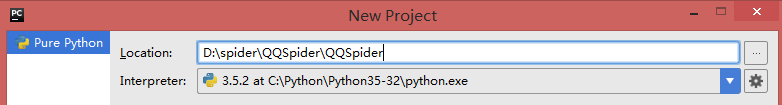 PC
New Project
Pure Python
Location: D:\spider\QQSpider\QQSpider ...
Interpreter: 3.5.2 at C:\Python\Python35-32\python.exe